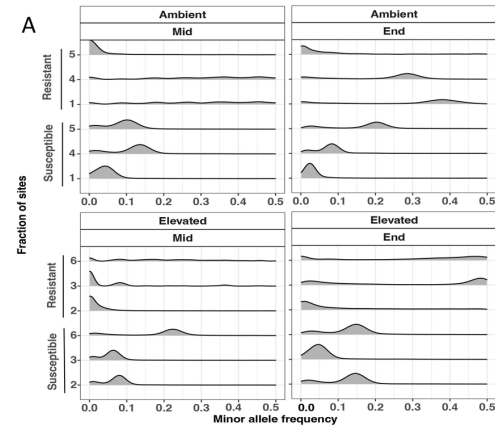 A
Ambient
Mid
Ambient
End
Fraction of sites
Resistant
5
4
1
Susceptible
5
4
1
0.0 0.1 0.2 0.3 0.4 0.5
0.0 0.1 0.2 0.3 0.4 0.5
Elevated
Mid
Elevated
End
Resistant
6
3
2
Susceptible
6
3
2
0.0 0.1 0.2 0.3 0.4 0.5
0.0 0.1 0.2 0.3 0.4 0.5
Minor allele frequency